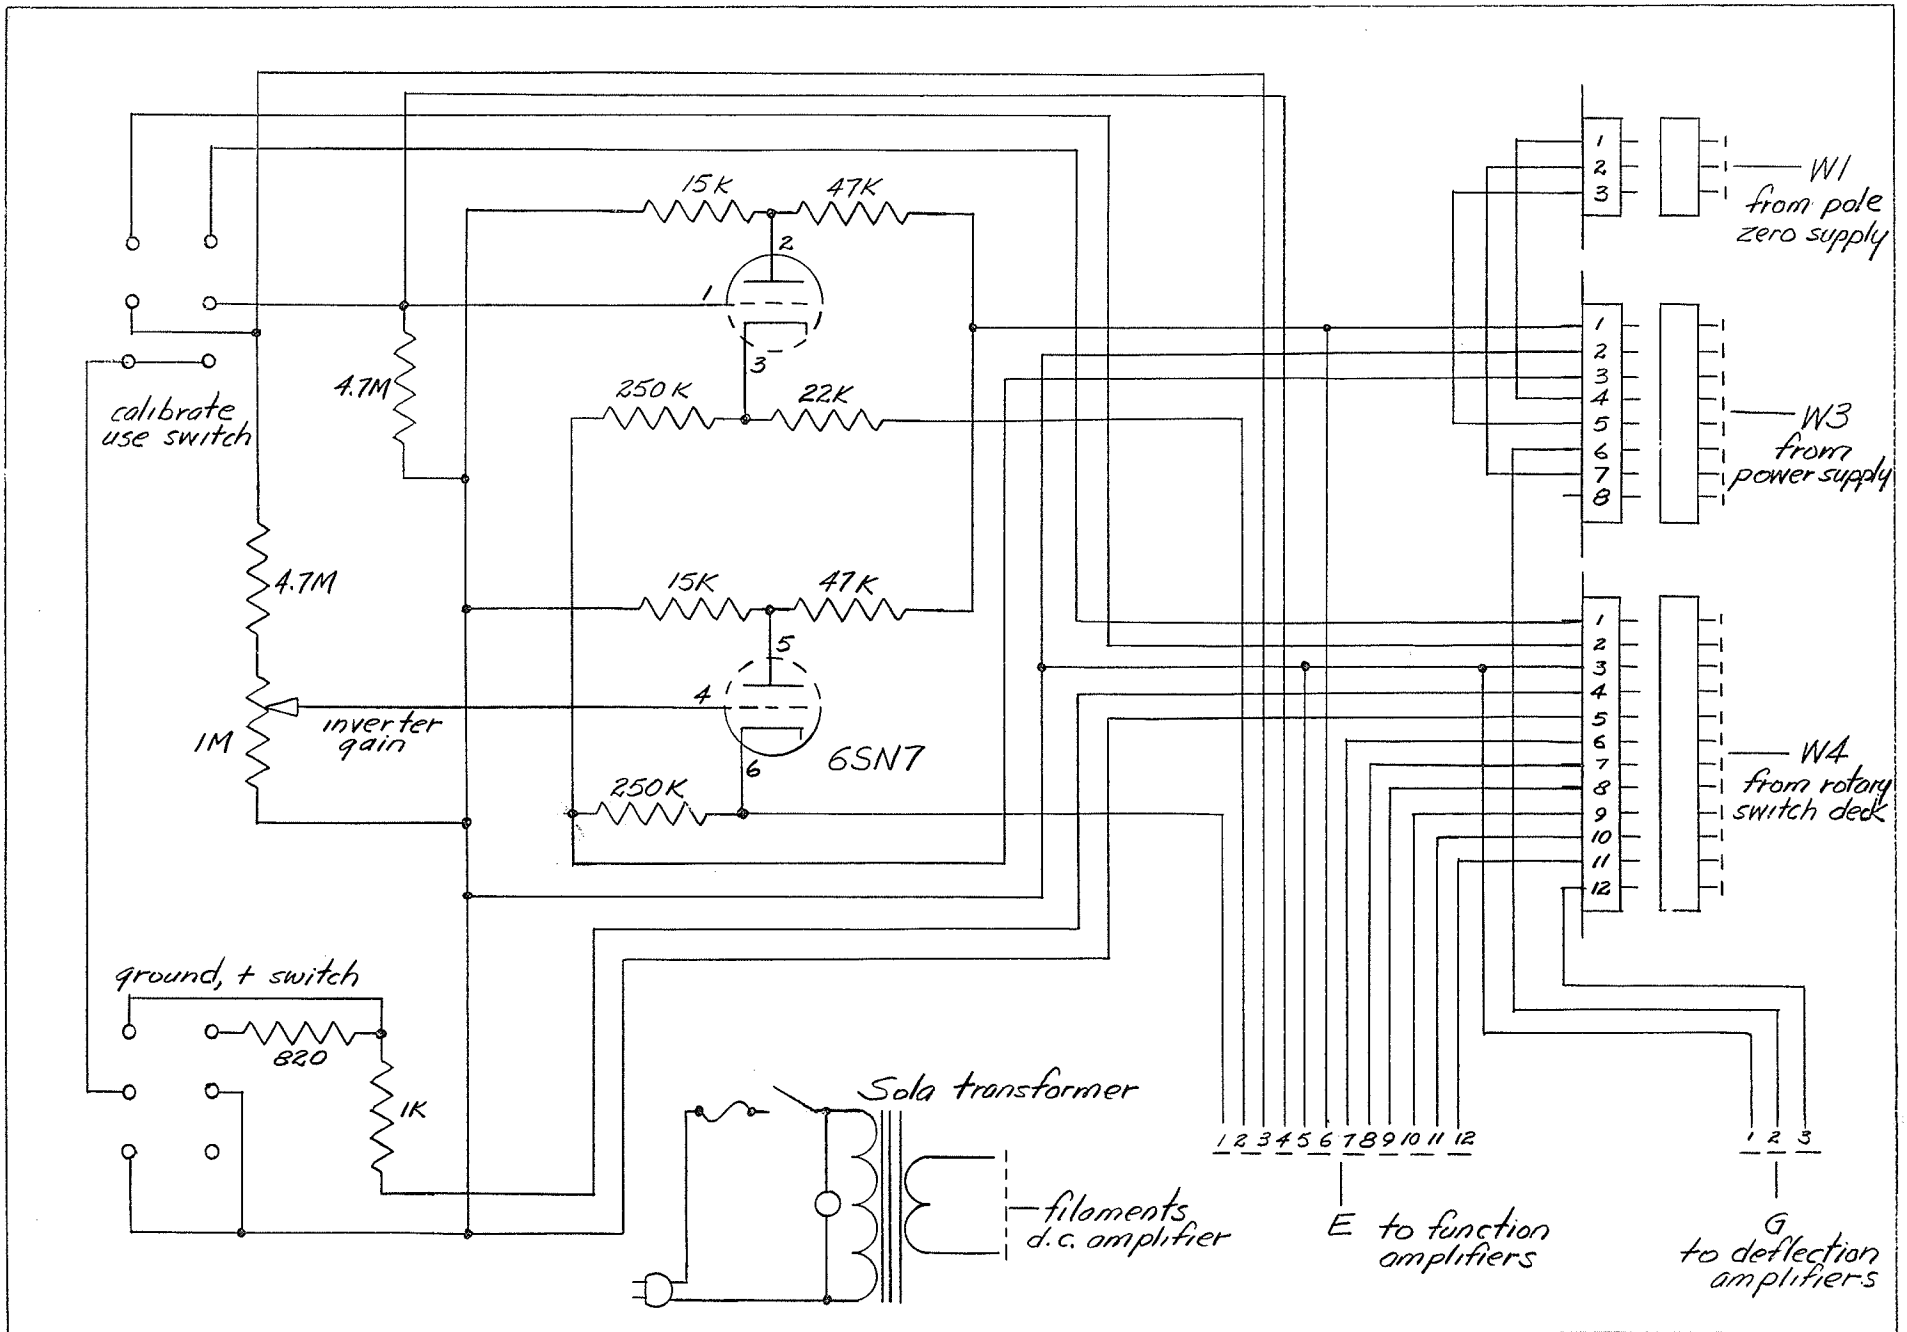 15K
47K
2
1
3
4.7M
250K
22K
calibrate
use switch
4.7M
15K
47K
5
4
inverter
gain
1M
6SN7
6
250K
ground, + switch
820
1K
Sola transformer
filaments
d.c. amplifier
1
2
3
W1
from pole
zero supply
1
2
3
4
5
6
7
8
W3
from
power supply
1
2
3
4
5
6
7
8
9
10
11
12
W4
from rotary
switch deck
1 2 3 4 5 6 7 8 9 10 11 12
E to function
amplifiers
1 2 3
G
to deflection
amplifiers